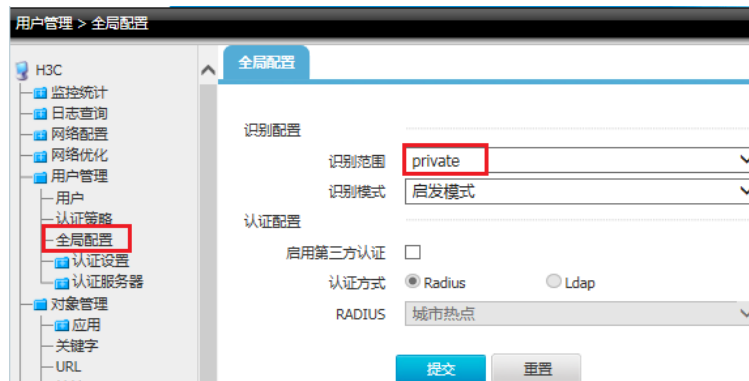 用户管理 > 全局配置
H3C
监控统计
日志查询
网络配置
网络优化
用户管理
用户
认证策略
全局配置
认证设置
认证服务器
对象管理
应用
关键字
URL
全局配置
识别配置
识别范围 private
识别模式 启发模式
认证配置
启用第三方认证
认证方式 Radius Ldap
RADIUS 城市热点
提交 重置